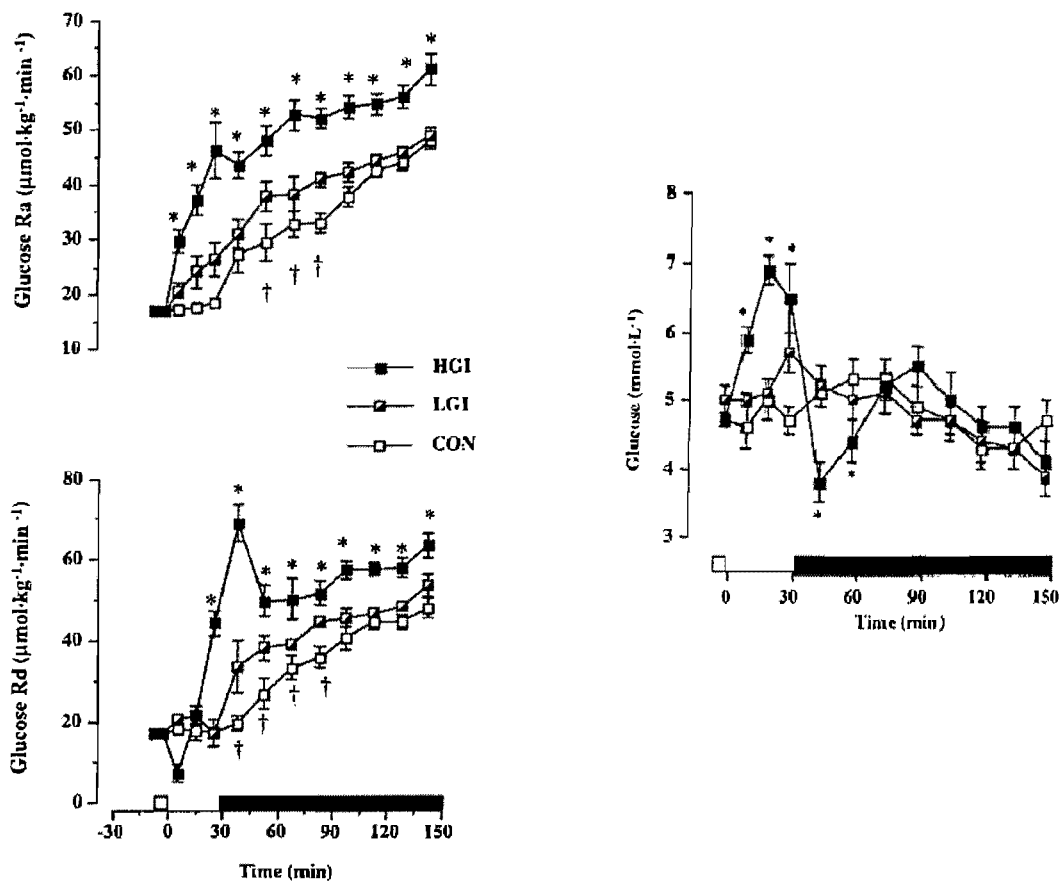 Glucose Ra (µmol·kg⁻¹·min⁻¹)
70
60
50
40
30
20
10
* * * * * * * * * * * *
† † †
HGI
LGI
CON
Glucose Rd (µmol·kg⁻¹·min⁻¹)
80
60
40
20
0
* * * * * * * * *
† † † †
-30 0 30 60 90 120 150
Time (min)
Glucose (mmol·L⁻¹)
8
7
6
5
4
3
* * *
* *
0 30 60 90 120 150
Time (min)